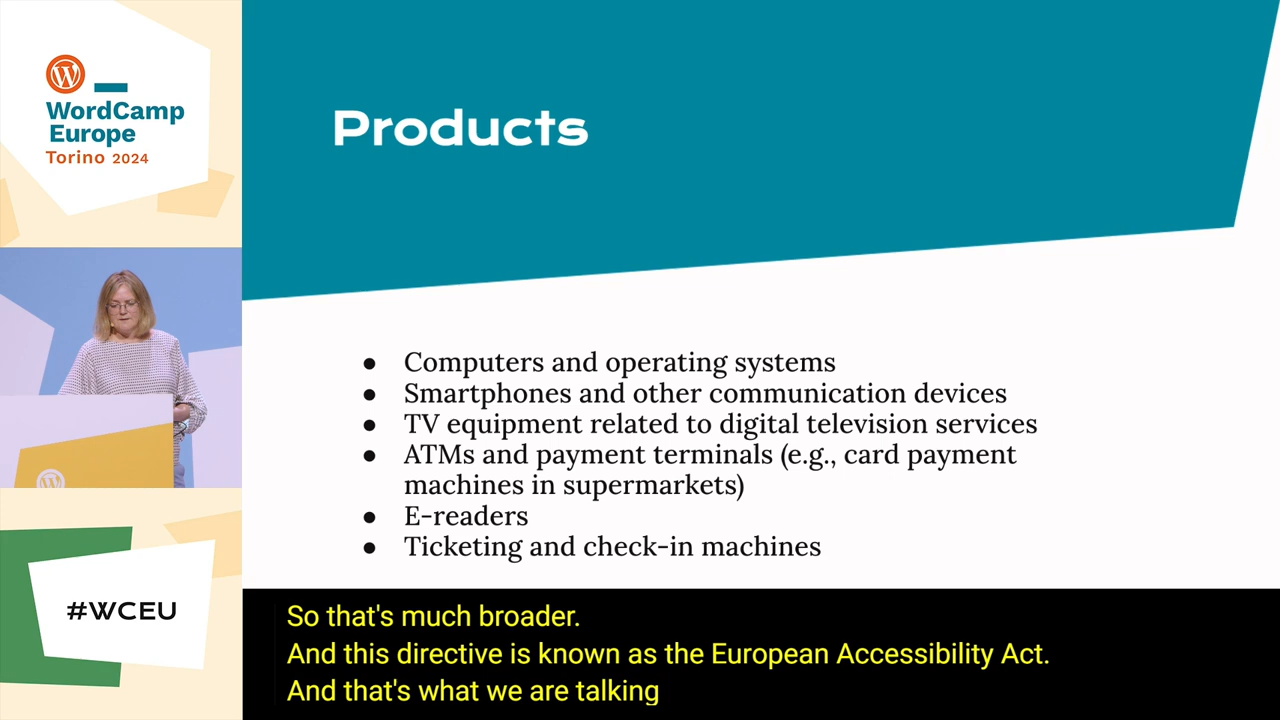 WordCamp
Europe
Torino 2024
#WCEU
Products
● Computers and operating systems
● Smartphones and other communication devices
● TV equipment related to digital television services
● ATMs and payment terminals (e.g., card payment
machines in supermarkets)
● E-readers
● Ticketing and check-in machines
So that's much broader.
And this directive is known as the European Accessibility Act.
And that's what we are talking